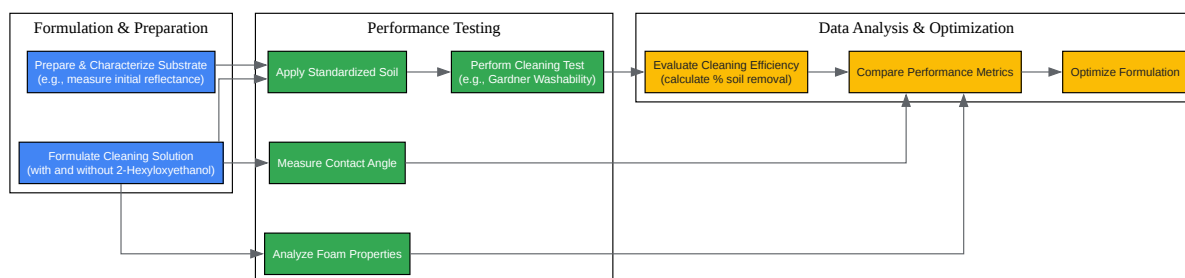 Formulation & Preparation
Prepare & Characterize Substrate
(e.g., measure initial reflectance)
Formulate Cleaning Solution
(with and without 2-Hexyloxyethanol)
Performance Testing
Apply Standardized Soil
Perform Cleaning Test
(e.g., Gardner Washability)
Measure Contact Angle
Analyze Foam Properties
Data Analysis & Optimization
Evaluate Cleaning Efficiency
(calculate % soil removal)
Compare Performance Metrics
Optimize Formulation